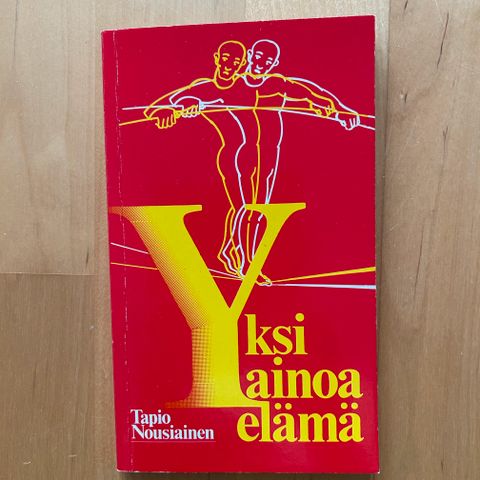 Yksi
ainoa
elämä
Tapio
Nousiainen